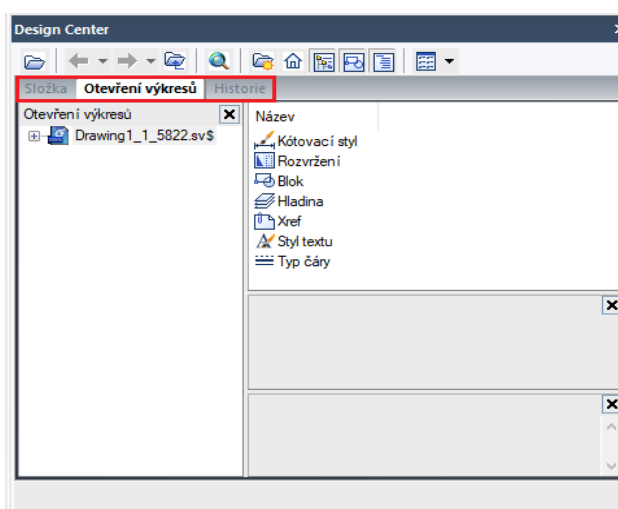 Design Center
Složka Otevření výkresů Historie
Otevření výkresů
Drawing1_1_5822.sv$
Název
Kótovací styl
Rozvržení
Blok
Hladina
Xref
Styl textu
Typ čáry